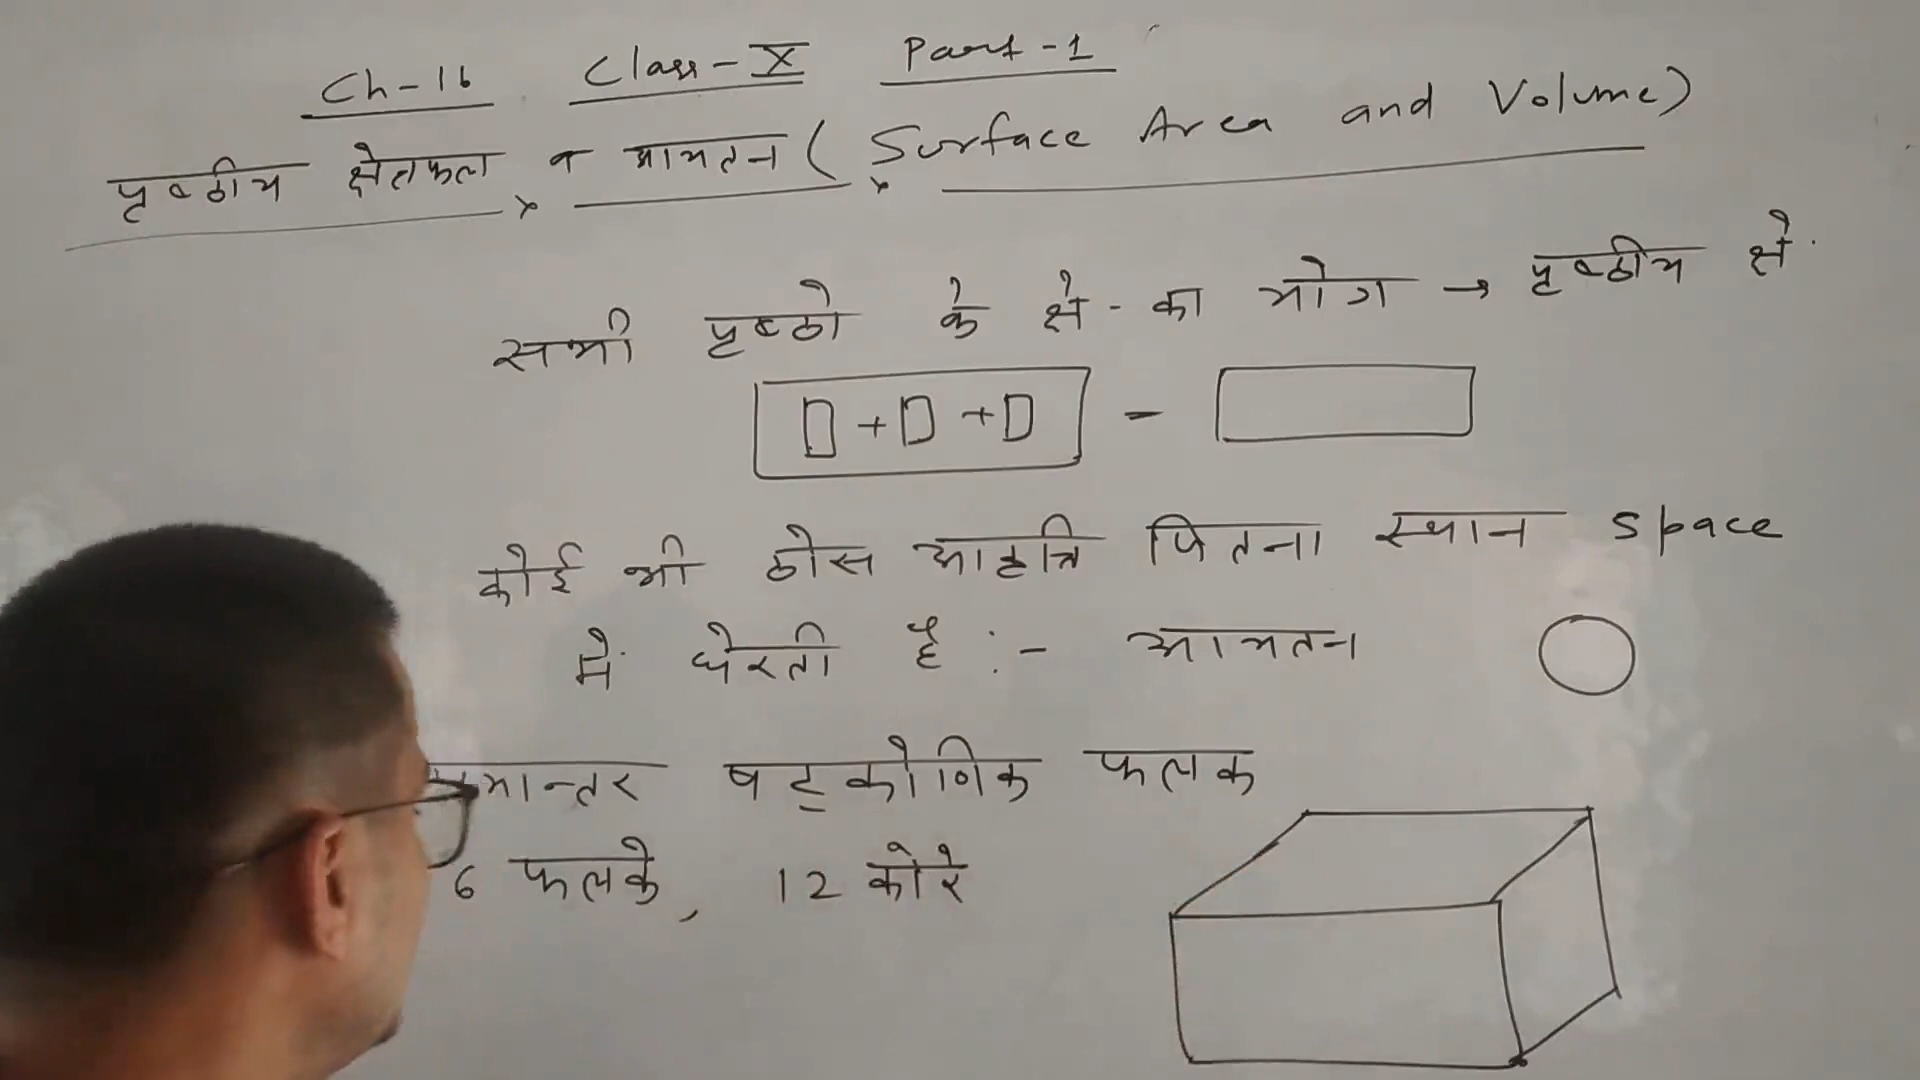 Ch-16 Class-X Part-1
पृष्ठीय क्षेत्रफल व आयतन ( Surface Area and Volume)
सभी पृष्ठो के क्षे. का योग → पृष्ठीय क्षे.
D + D + D =
कोई भी ठोस आकृति जितना स्थान space
में घेरती है :- आयतन
समान्तर षट्कोणिक फलक
6 फलके, 12 कोरे